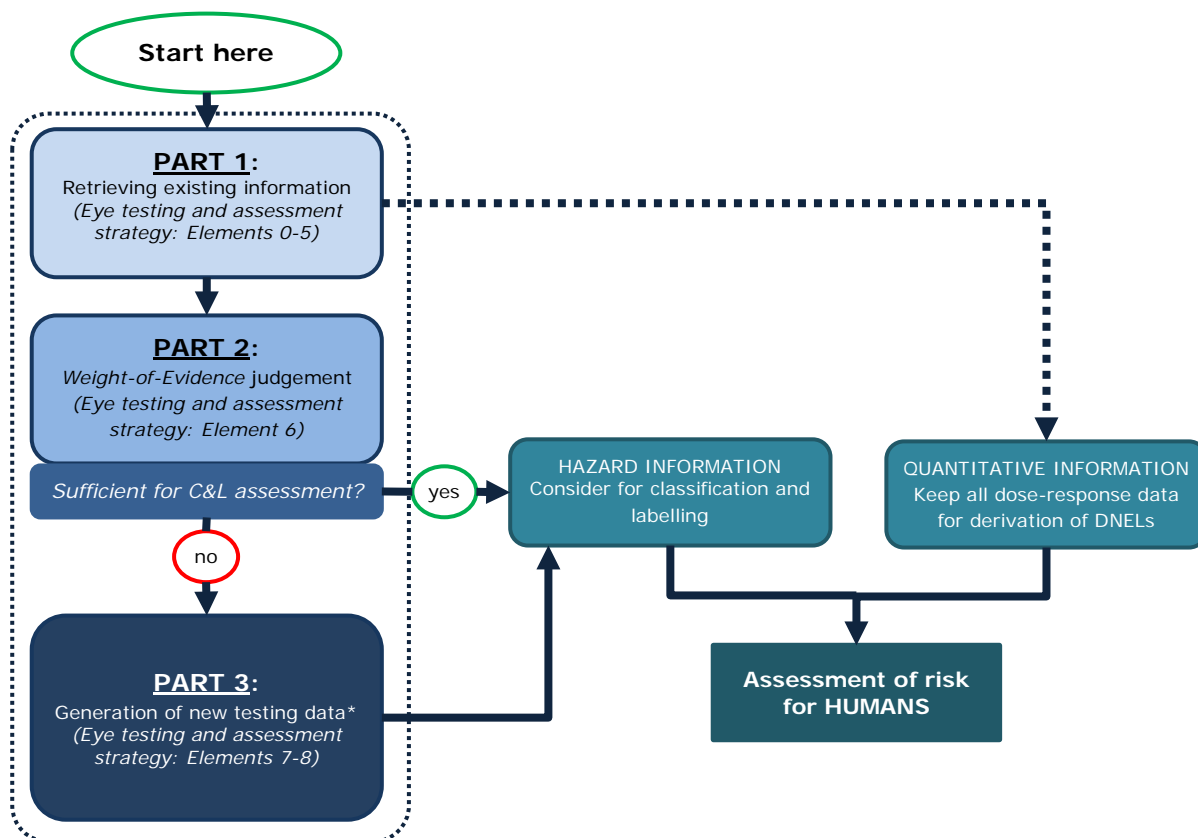 Start here
PART 1:
Retrieving existing information
(Eye testing and assessment
strategy: Elements 0-5)
PART 2:
Weight-of-Evidence judgement
(Eye testing and assessment
strategy: Element 6)
Sufficient for C&L assessment?
yes
no
HAZARD INFORMATION
Consider for classification and
labelling
QUANTITATIVE INFORMATION
Keep all dose-response data
for derivation of DNELs
PART 3:
Generation of new testing data*
(Eye testing and assessment
strategy: Elements 7-8)
Assessment of risk
for HUMANS